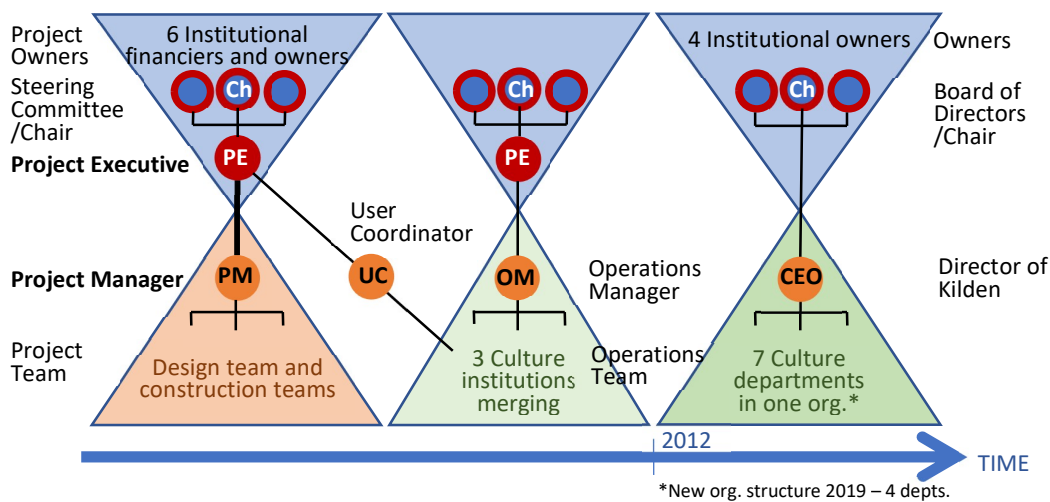 Project
Owners
6 Institutional
financiers and owners
4 Institutional owners
Owners
Steering
Committee
/Chair
Ch
Ch
Ch
Board of
Directors
/Chair
Project Executive
PE
PE
User
Coordinator
Project Manager
PM
UC
OM
Operations
Manager
CEO
Director of
Kilden
Project
Team
Design team and
construction teams
3 Culture
institutions
merging
Operations
Team
7 Culture
departments
in one org.*
2012
TIME
*New org. structure 2019 – 4 depts.